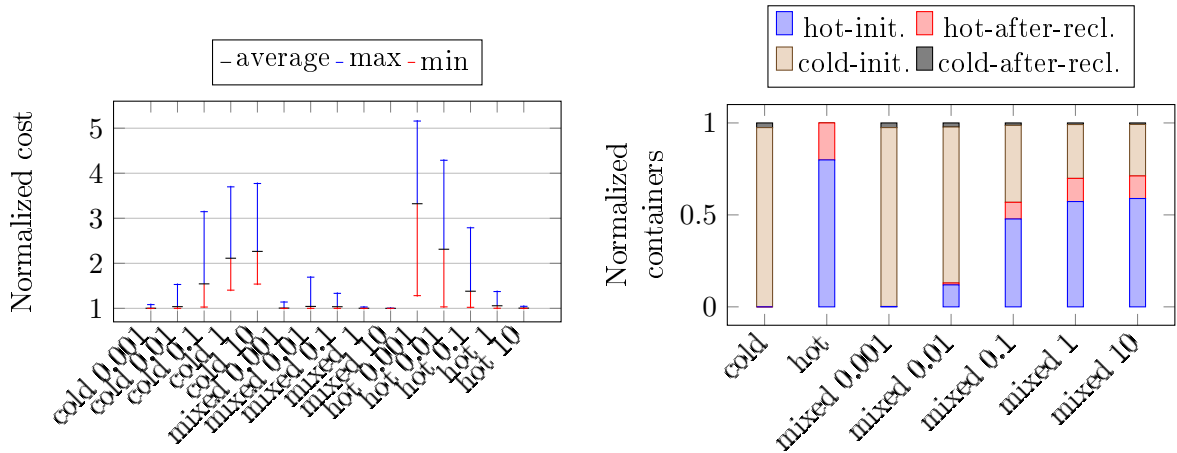 average max min
Normalized cost
5
4
3
2
1
cold 0.001
cold 0.01
cold 0.1
cold 1
cold 10
mixed 0.001
mixed 0.01
mixed 0.1
mixed 1
mixed 10
hot 0.001
hot 0.01
hot 0.1
hot 1
hot 10
hot-init. hot-after-recl.
cold-init. cold-after-recl.
Normalized
containers
1
0.5
0
cold
hot
mixed 0.001
mixed 0.01
mixed 0.1
mixed 1
mixed 10